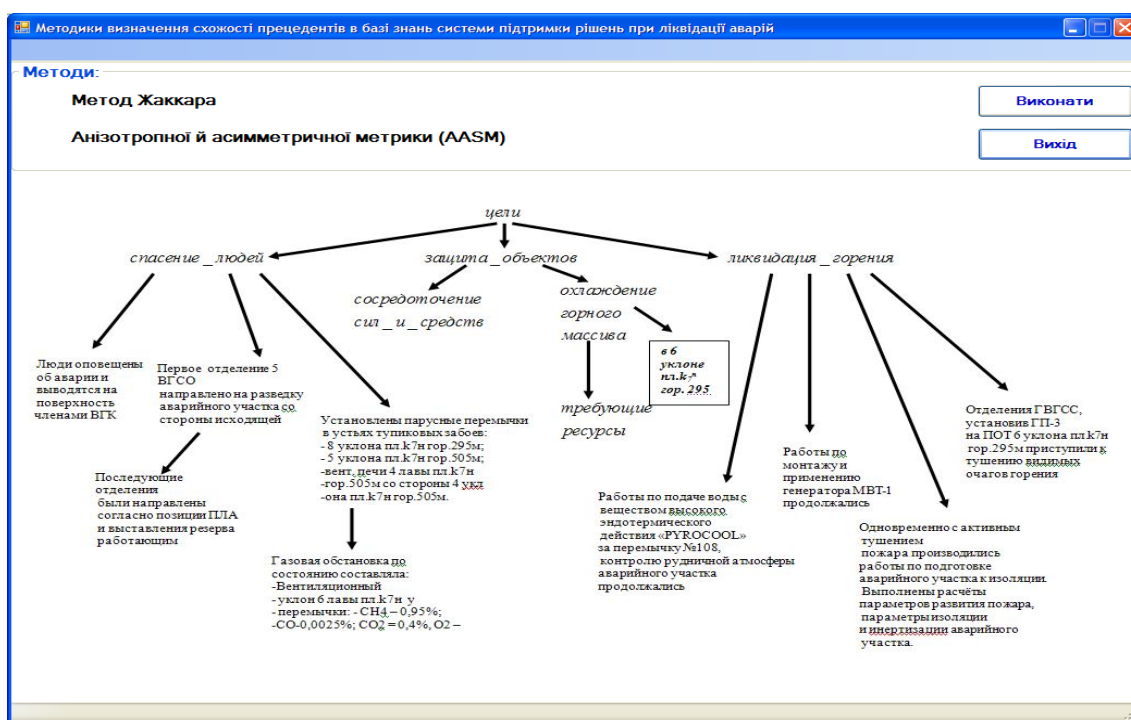 Методики визначення схожості прецедентів в базі знань системи підтримки рішень при ліквідації аварій
Методи:
Метод Жаккара
Виконати
Анізотропної й асимметричної метрики (AASM)
Вихід
цели
спасение _ людей
защита _ объектов
ликвидация _ горения
сосредоточение
сил _ и _ средств
охлаждение
горного
массива
в 6
уклоне
пл.k₇ⁿ
гор. 295
требующие
ресурсы
Люди оповещены
об аварии и
выводятся на
поверхность
членами ВГК
Первое отделение 5
ВГСО
направлено на разведку
аварийного участка со
стороны исходящей
Последующие
отделения
были направлены
согласно позиции ПЛА
и выставления резерва
работающим
Установлены парусные перемычки
в устьях тупиковых забоев:
- 8 уклона пл.k7н гор.295м;
- 5 уклона пл.k7н гор.505м;
-вент. печи 4 лавы пл.k7н
-гор.505м со стороны 4 укл
-она пл.k7н гор.505м.
Газовая обстановка по
состоянию составляла:
-Вентиляционный
- уклон 6 лавы пл.k7н у
- перемычки: - CH4 – 0,95%;
-CO-0,0025%; CO2 = 0,4%, O2 –
Работы по подаче воды с
веществом высокого
эндотермического
действия «PYROCOOL»
за перемычку №108,
контролю рудничной атмосферы
аварийного участка
продолжались
Работы по
монтажу и
применению
генератора МВТ-1
продолжались
Отделения ГВГСС,
установив ГП-3
на ПОТ 6 уклона пл.k7н
гор.295м приступили к
тушению видимых
очагов горения
Одновременно с активным
тушением
пожара производились
работы по подготовке
аварийного участка к изоляции.
Выполнены расчёты
параметров развития пожара,
параметры изоляции
и инертизации аварийного
участка.